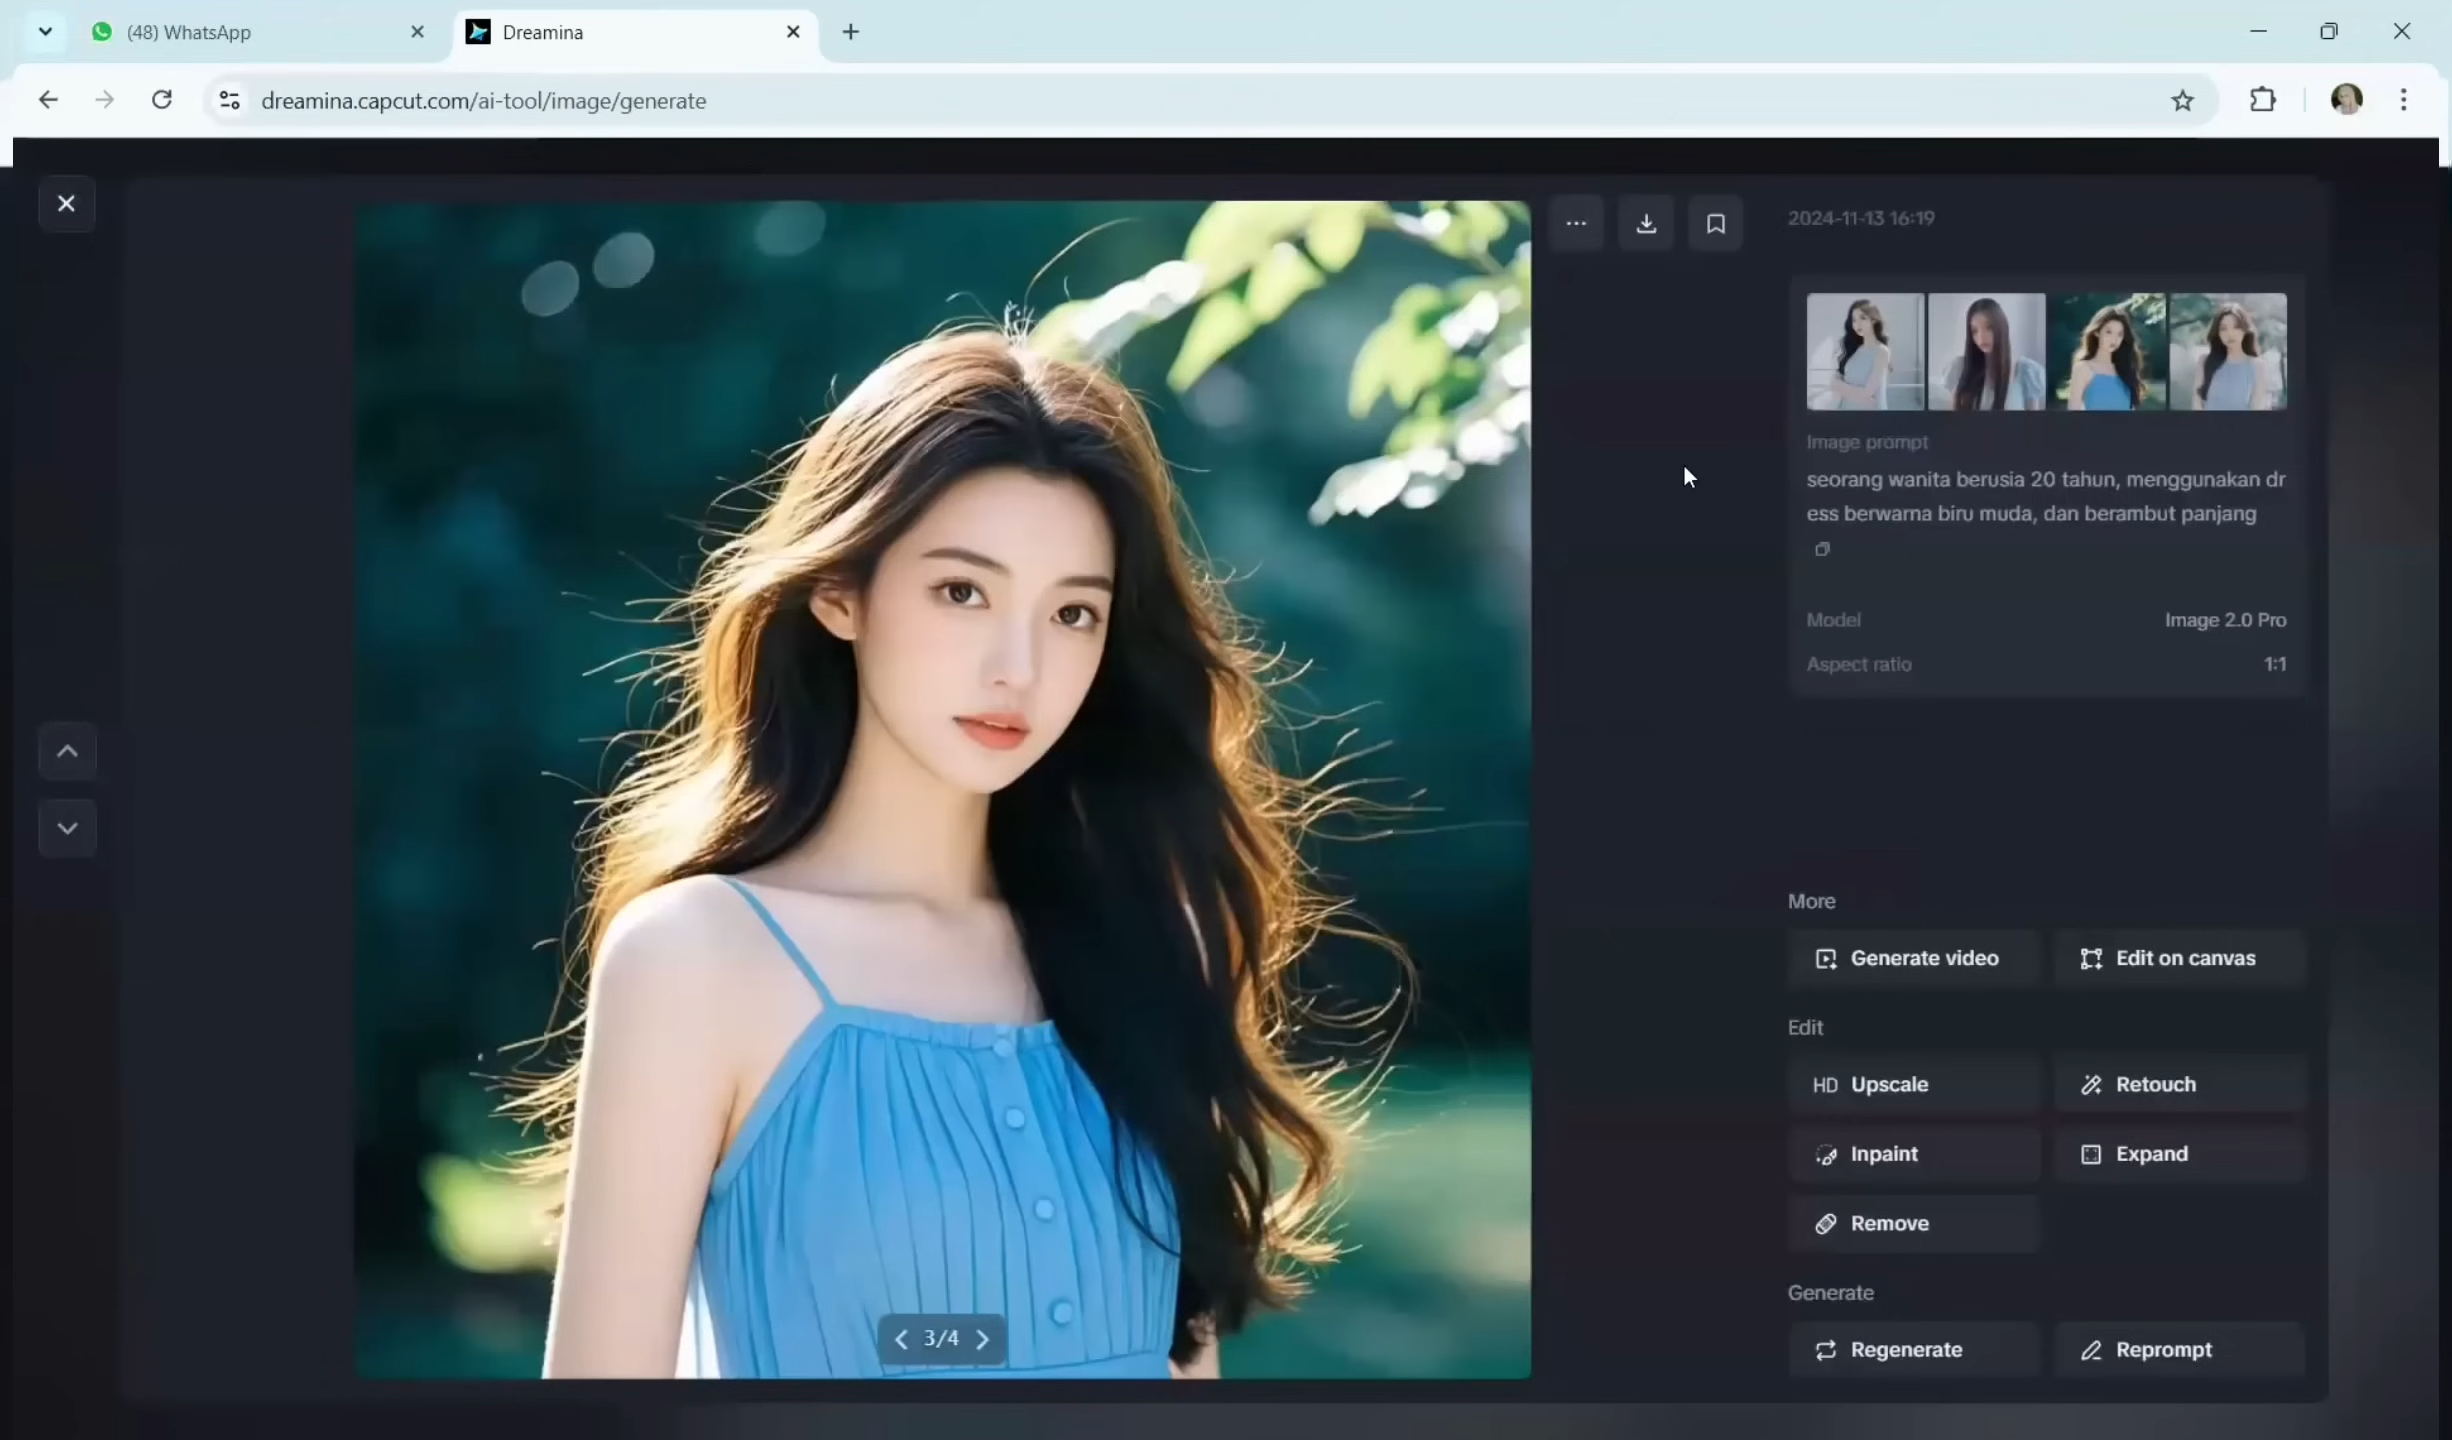 (48) WhatsApp
Dreamina
dreamina.capcut.com/ai-tool/image/generate
2024-11-13 16:19
Image prompt
seorang wanita berusia 20 tahun, menggunakan dr
ess berwarna biru muda, dan berambut panjang
Model Image 2.0 Pro
Aspect ratio 1:1
More
Generate video Edit on canvas
Edit
HD Upscale Retouch
Inpaint Expand
Remove
Generate
3/4
Regenerate Reprompt